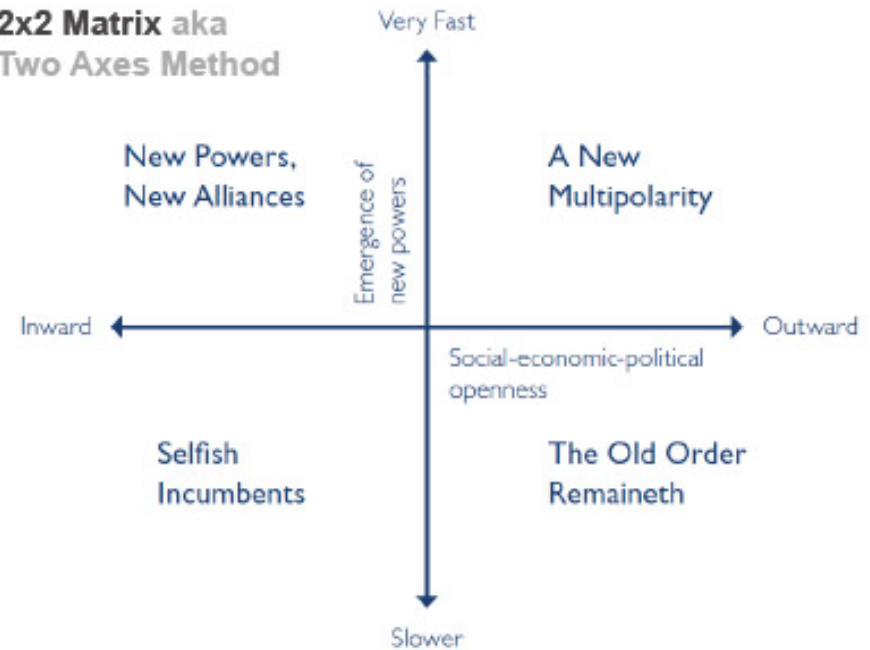 2x2 Matrix aka
Two Axes Method
Very Fast
New Powers,
New Alliances
Emergence of
new powers
A New
Multipolarity
Inward
Outward
Social-economic-political
openness
Selfish
Incumbents
The Old Order
Remaineth
Slower